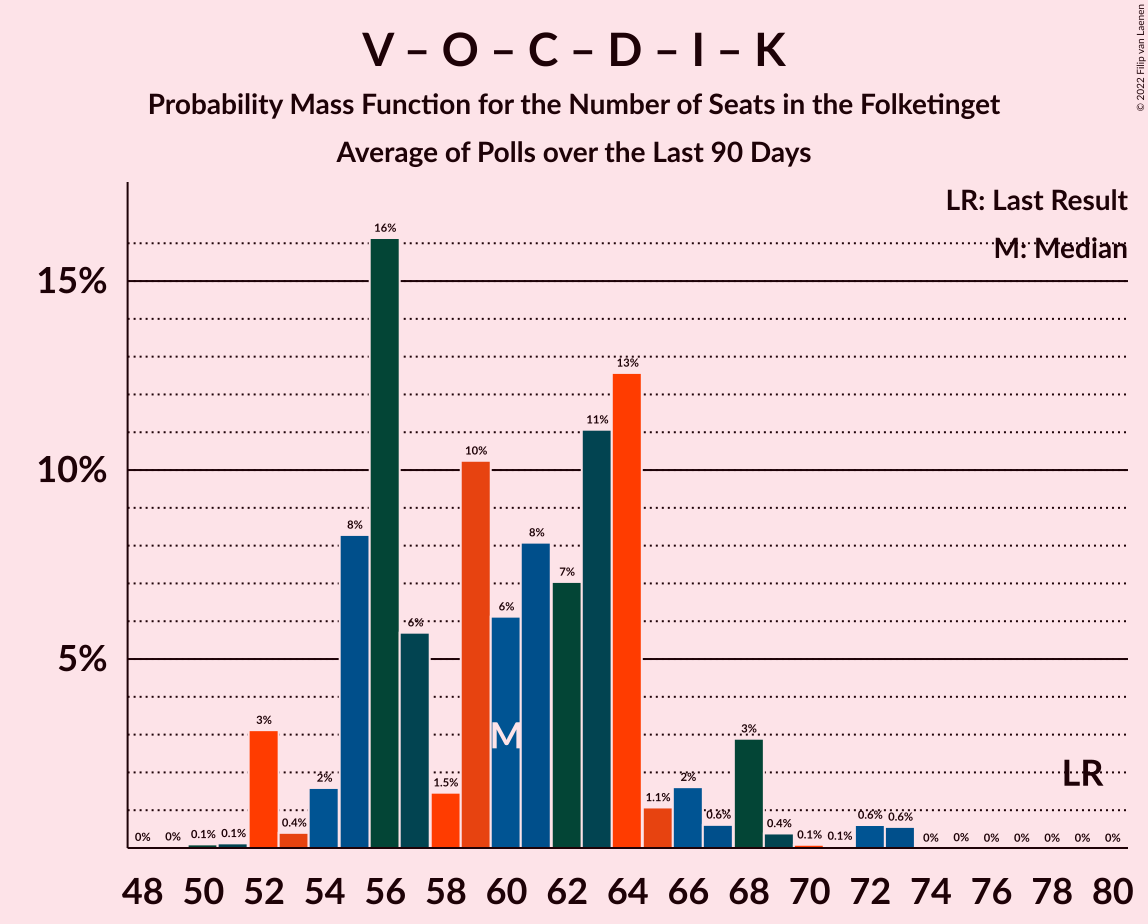 V – O – C – D – I – K
Probability Mass Function for the Number of Seats in the Folketinget
Average of Polls over the Last 90 Days
© 2022 Filip van Laenen
LR: Last Result
M: Median
15%
10%
5%
0% 0% 0.1% 0.1% 3% 0.4% 2% 8% 16% 6% 1.5% 10% 6% 8% 7% 11% 13% 1.1% 2% 0.6% 3% 0.4% 0.1% 0.1% 0.6% 0.6% 0% 0% 0% 0% 0% 0% 0%
M
LR
48 50 52 54 56 58 60 62 64 66 68 70 72 74 76 78 80